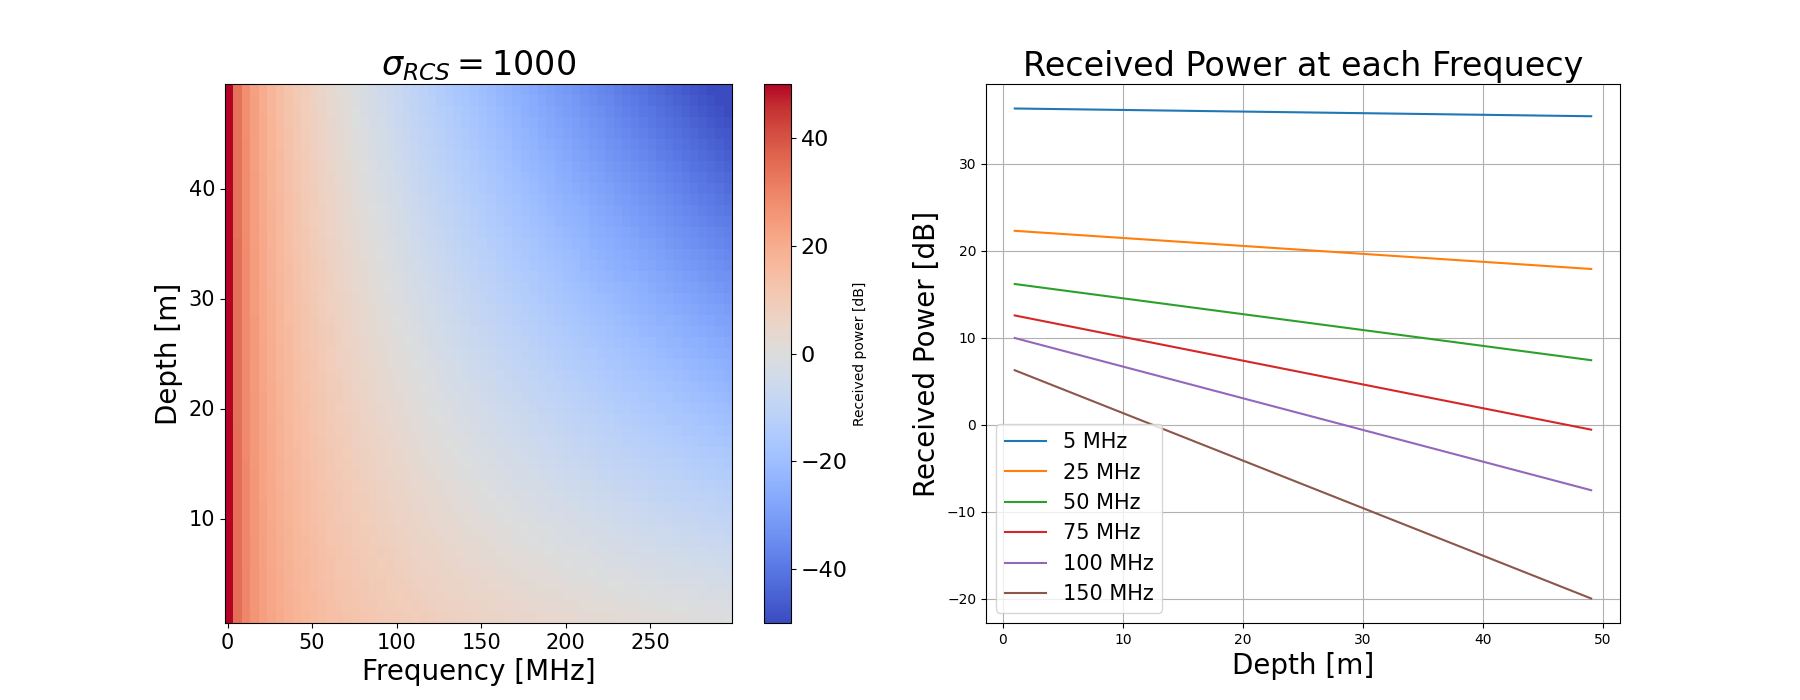 σRCS = 1000
Depth [m]
40
30
20
10
0 50 100 150 200 250
Frequency [MHz]
40
20
0
−20
−40
Received power [dB]
Received Power at each Frequecy
Received Power [dB]
30
20
10
0
−10
−20
5 MHz
25 MHz
50 MHz
75 MHz
100 MHz
150 MHz
0 10 20 30 40 50
Depth [m]